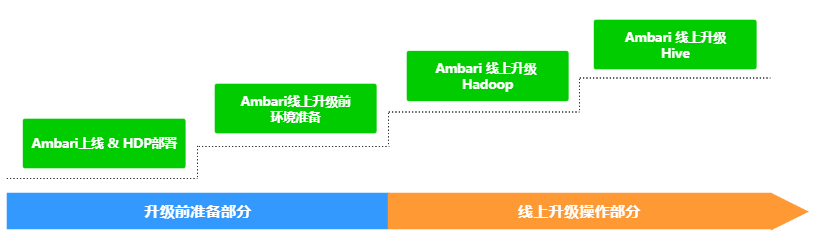 Ambari上线 & HDP部署
Ambari线上升级前
环境准备
Ambari 线上升级
Hadoop
Ambari 线上升级
Hive
升级前准备部分
线上升级操作部分